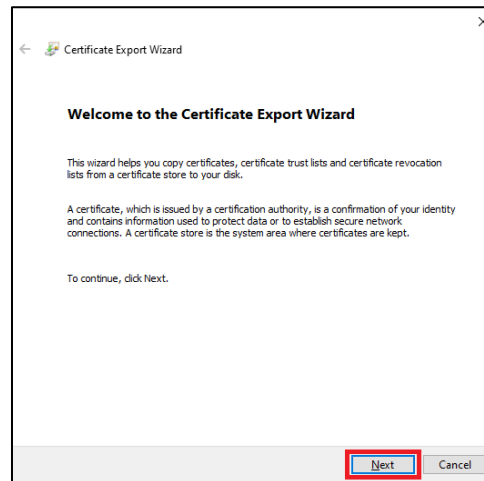 Certificate Export Wizard
Welcome to the Certificate Export Wizard
This wizard helps you copy certificates, certificate trust lists and certificate revocation
lists from a certificate store to your disk.
A certificate, which is issued by a certification authority, is a confirmation of your identity
and contains information used to protect data or to establish secure network
connections. A certificate store is the system area where certificates are kept.
To continue, click Next.
Next Cancel